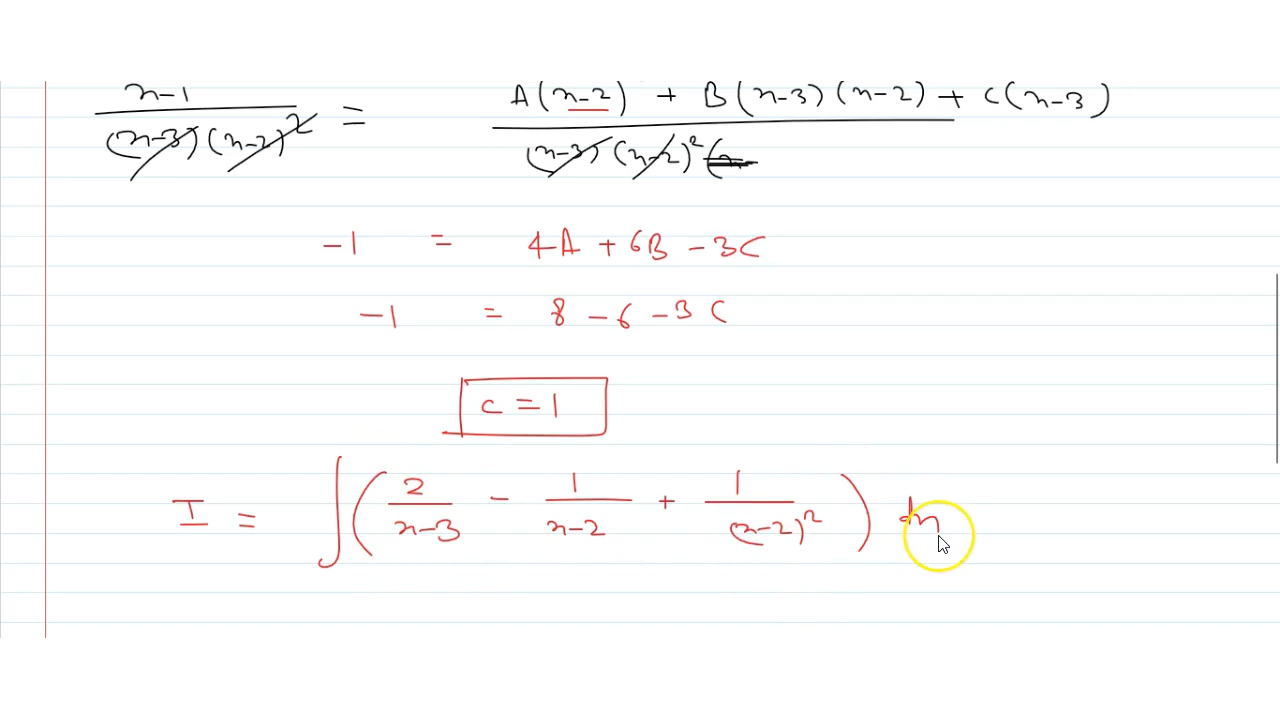 x-1 / (x-3)(x-2)² = A(x-2) + B(x-3)(x-2) + C(x-3) / (x-3)(x-2)²
-1 = 4A + 6B - 3C
-1 = 8 - 6 - 3C
C = 1
I = ∫ ( 2/(x-3) - 1/(x-2) + 1/(x-2)² ) dx